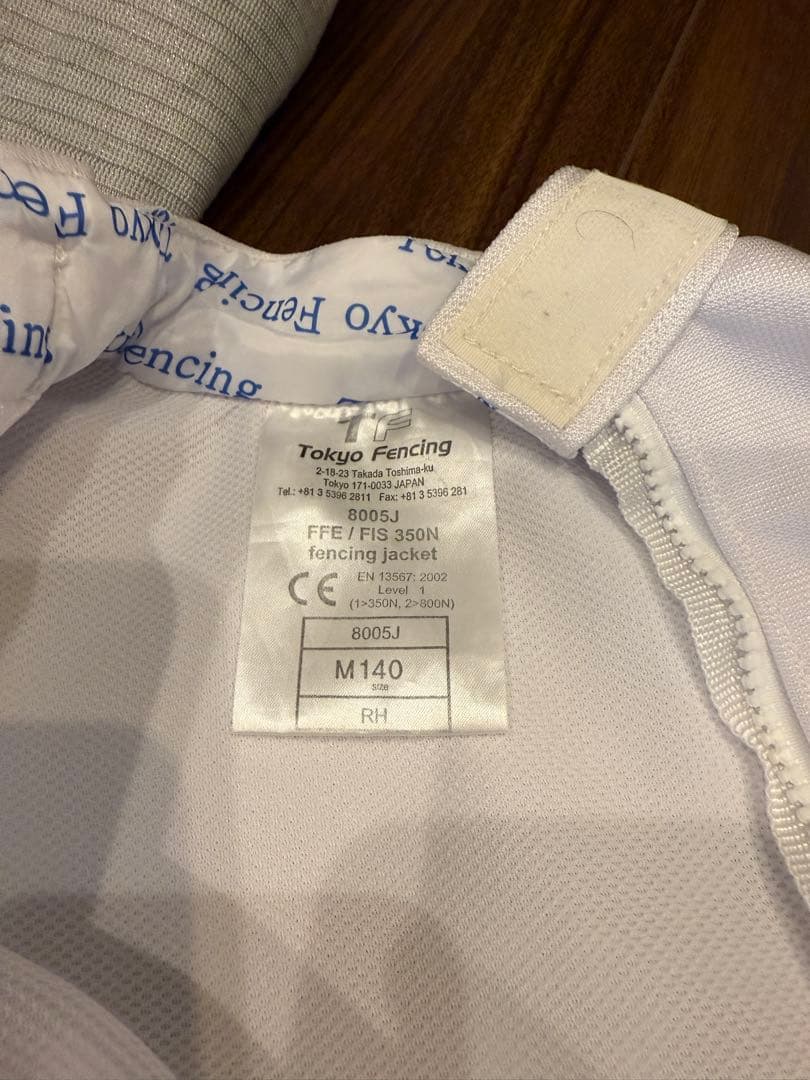 Tokyo Fencing
Fencing
TF
Tokyo Fencing
2-18-23 Takada Toshima-ku
Tokyo 171-0033 JAPAN
Tel.: +81 3 5396 2811 Fax: +81 3 5396 281
8005J
FFE / FIS 350N
fencing jacket
CE EN 13567: 2002
Level 1
(1>350N, 2>800N)
8005J
M140
size
RH